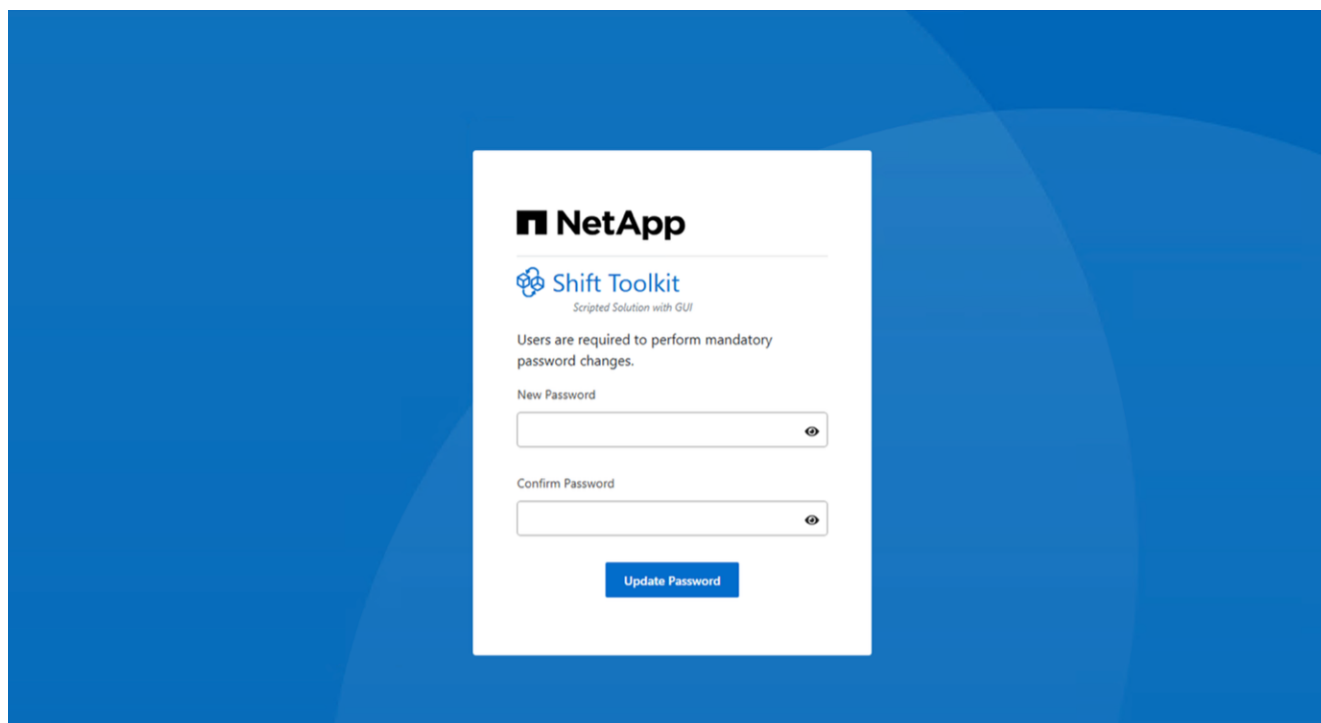 NetApp
Shift Toolkit
Scripted Solution with GUI
Users are required to perform mandatory
password changes.
New Password
Confirm Password
Update Password